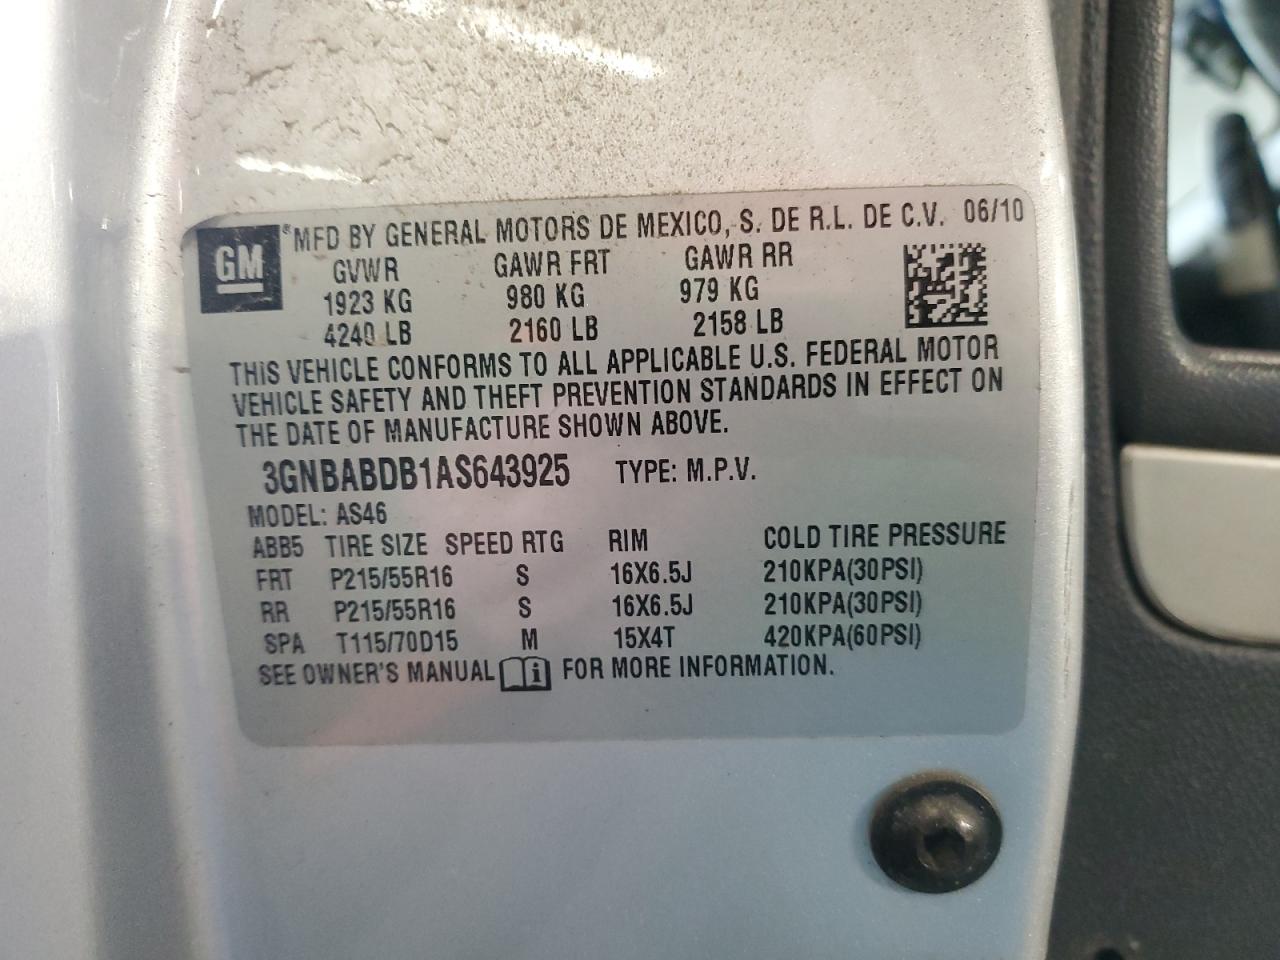 GM
® MFD BY GENERAL MOTORS DE MEXICO, S. DE R.L. DE C.V. 06/10
GVWR GAWR FRT GAWR RR
1923 KG 980 KG 979 KG
4240 LB 2160 LB 2158 LB
THIS VEHICLE CONFORMS TO ALL APPLICABLE U.S. FEDERAL MOTOR
VEHICLE SAFETY AND THEFT PREVENTION STANDARDS IN EFFECT ON
THE DATE OF MANUFACTURE SHOWN ABOVE.
3GNBABDB1AS643925 TYPE: M.P.V.
MODEL: AS46
ABB5 TIRE SIZE SPEED RTG RIM COLD TIRE PRESSURE
FRT P215/55R16 S 16X6.5J 210KPA(30PSI)
RR P215/55R16 S 16X6.5J 210KPA(30PSI)
SPA T115/70D15 M 15X4T 420KPA(60PSI)
SEE OWNER'S MANUAL i FOR MORE INFORMATION.